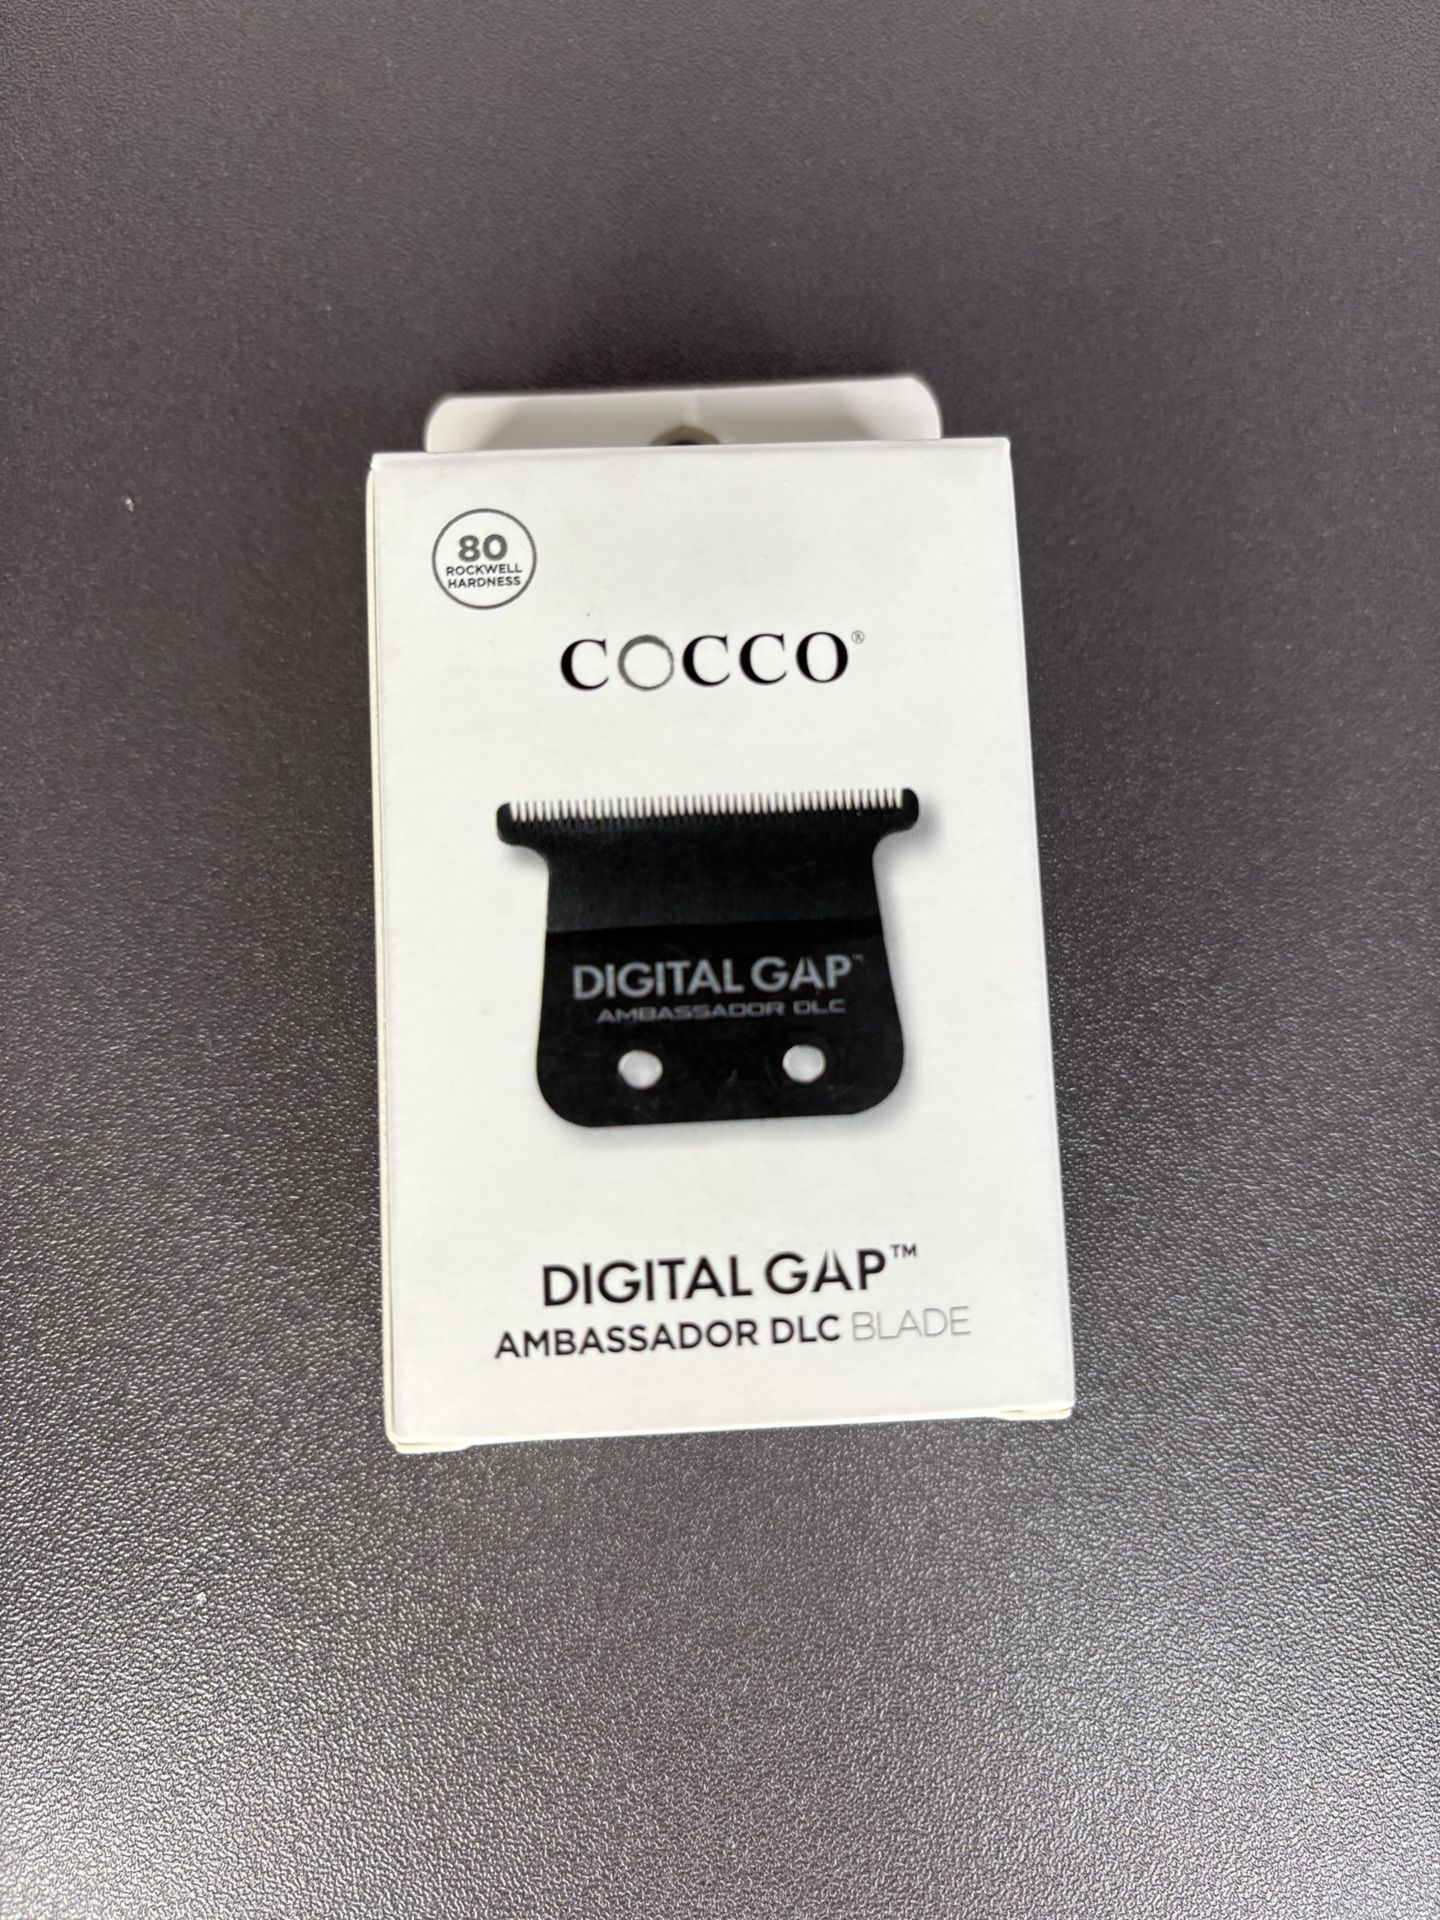 80
ROCKWELL
HARDNESS
COCCO®
DIGITAL GAP™
AMBASSADOR DLC
DIGITAL GAP™
AMBASSADOR DLC BLADE